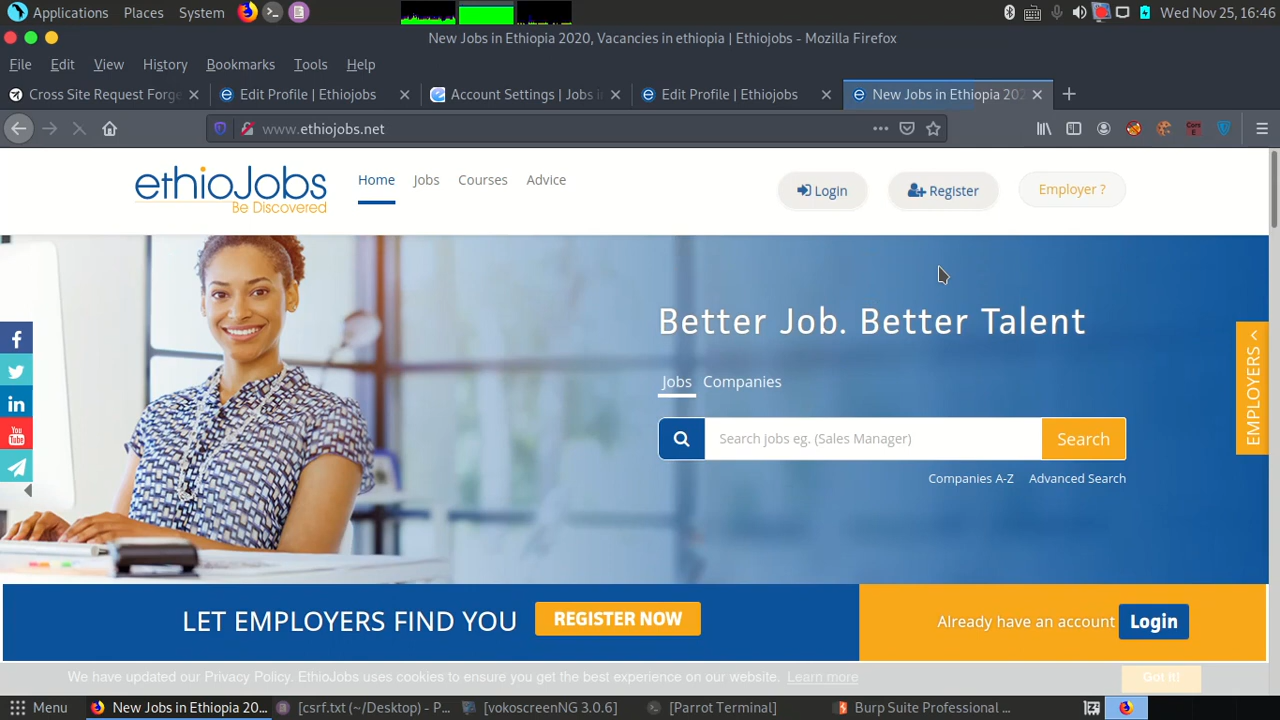 Applications Places System Wed Nov 25, 16:46
New Jobs in Ethiopia 2020, Vacancies in ethiopia | Ethiojobs - Mozilla Firefox
File Edit View History Bookmarks Tools Help
Cross Site Request Forge Edit Profile | Ethiojobs Account Settings | Jobs i Edit Profile | Ethiojobs New Jobs in Ethiopia 202
www.ethiojobs.net
ethioJobs
Be Discovered
Home Jobs Courses Advice Login Register Employer ?
Better Job. Better Talent
Jobs Companies
Search jobs eg. (Sales Manager) Search
Companies A-Z Advanced Search
EMPLOYERS
You
Tube
LET EMPLOYERS FIND YOU REGISTER NOW Already have an account Login
We have updated our Privacy Policy. EthioJobs uses cookies to ensure you get the best experience on our website. Learn more Got it!
Menu New Jobs in Ethiopia 20... [csrf.txt (~/Desktop) - P... [vokoscreenNG 3.0.6] [Parrot Terminal] Burp Suite Professional ...